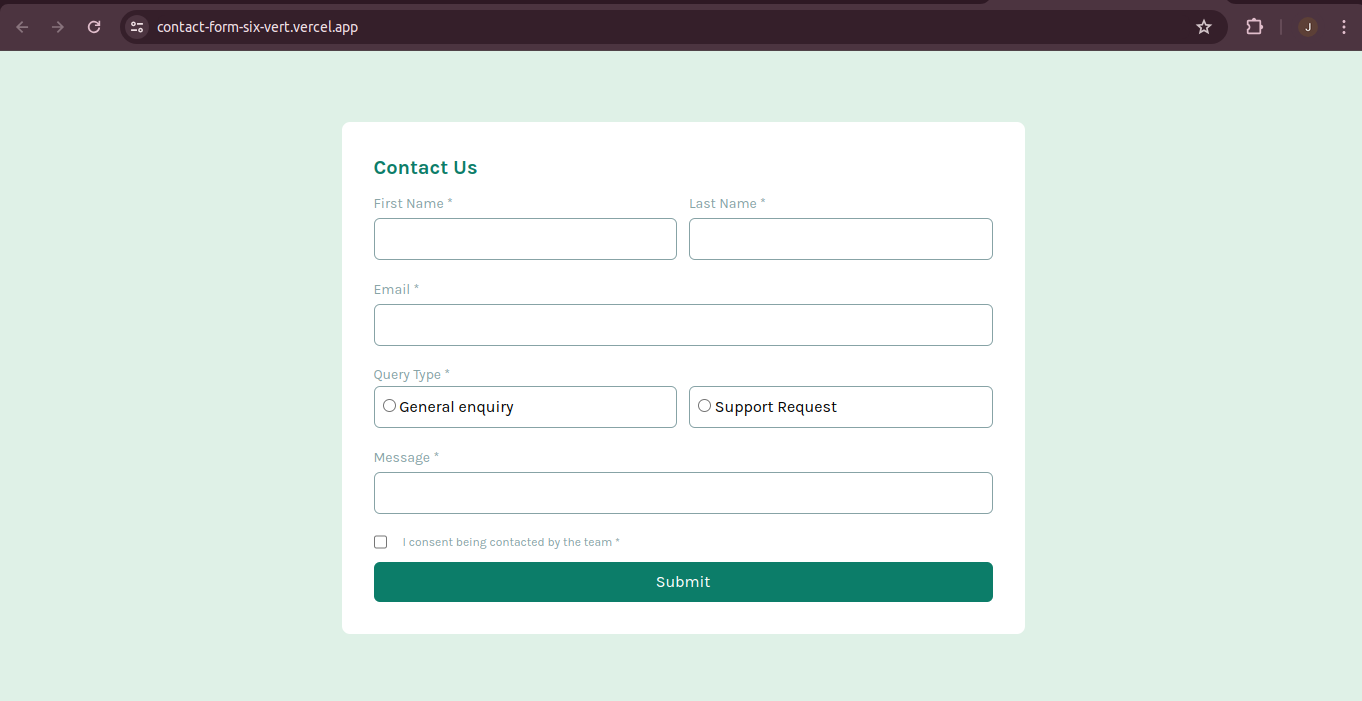 contact-form-six-vert.vercel.app
J
Contact Us
First Name * Last Name *
Email *
Query Type *
General enquiry Support Request
Message *
I consent being contacted by the team *
Submit